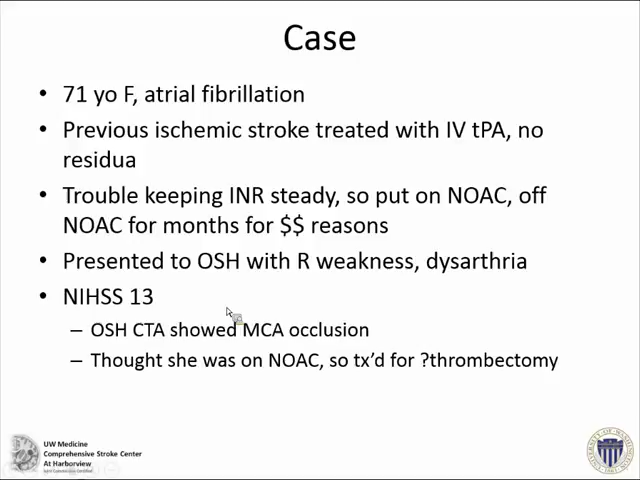 Case
• 71 yo F, atrial fibrillation
• Previous ischemic stroke treated with IV tPA, no
residua
• Trouble keeping INR steady, so put on NOAC, off
NOAC for months for $$ reasons
• Presented to OSH with R weakness, dysarthria
• NIHSS 13
– OSH CTA showed MCA occlusion
– Thought she was on NOAC, so tx'd for ?thrombectomy
UW Medicine
Comprehensive Stroke Center
At Harborview